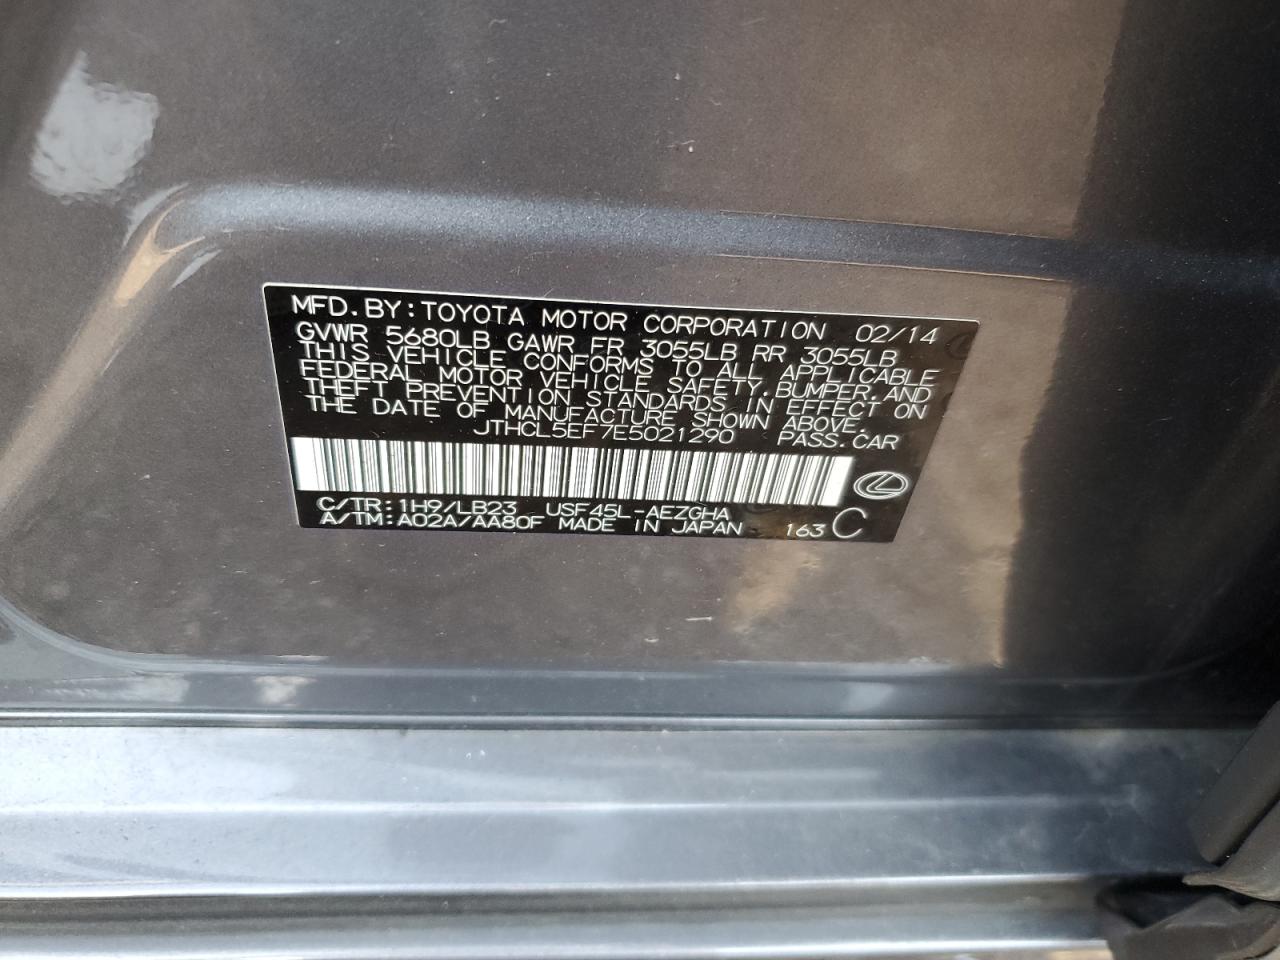 MFD.BY:TOYOTA MOTOR CORPORATION 02/14
GVWR 5680LB GAWR FR 3055LB RR 3055LB
THIS VEHICLE CONFORMS TO ALL APPLICABLE
FEDERAL MOTOR VEHICLE SAFETY,BUMPER,AND
THEFT PREVENTION STANDARDS IN EFFECT ON
THE DATE OF MANUFACTURE SHOWN ABOVE.
JTHCL5EF7E5021290 PASS.CAR
C/TR:1H9/LB23 USF45L-AEZGHA
A/TM:A02A/AA80F MADE IN JAPAN 163 C